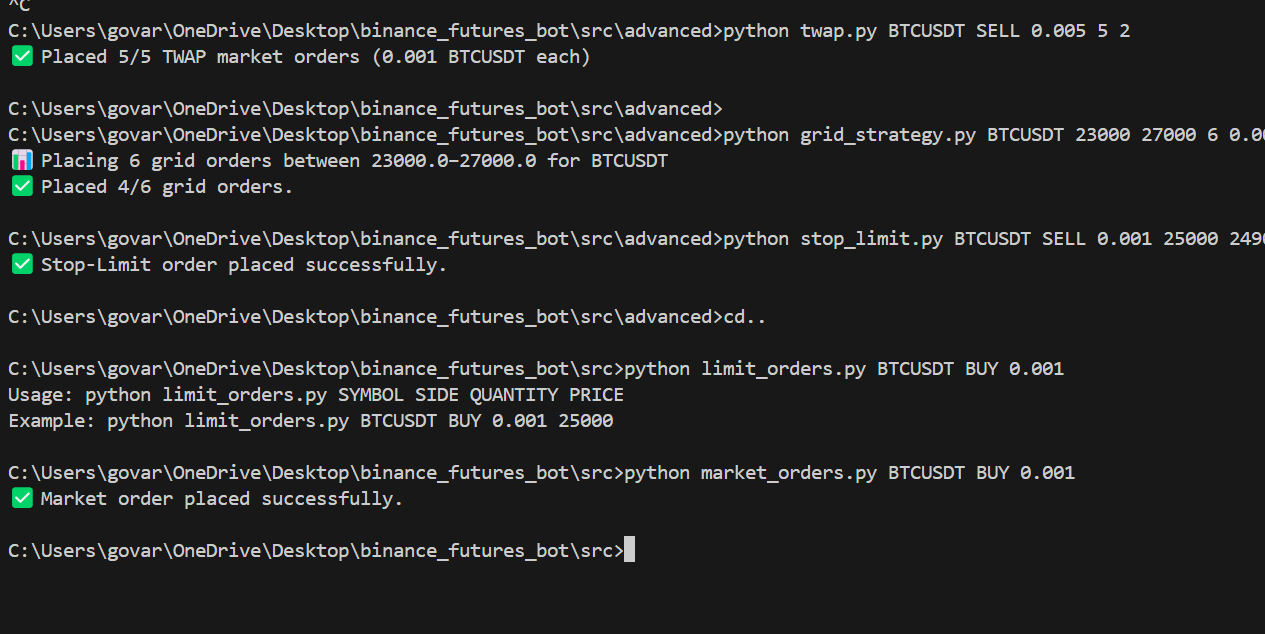 ^C
C:\Users\govar\OneDrive\Desktop\binance_futures_bot\src\advanced>python twap.py BTCUSDT SELL 0.005 5 2
✅ Placed 5/5 TWAP market orders (0.001 BTCUSDT each)
C:\Users\govar\OneDrive\Desktop\binance_futures_bot\src\advanced>
C:\Users\govar\OneDrive\Desktop\binance_futures_bot\src\advanced>python grid_strategy.py BTCUSDT 23000 27000 6 0.00
📊 Placing 6 grid orders between 23000.0–27000.0 for BTCUSDT
✅ Placed 4/6 grid orders.
C:\Users\govar\OneDrive\Desktop\binance_futures_bot\src\advanced>python stop_limit.py BTCUSDT SELL 0.001 25000 2490
✅ Stop-Limit order placed successfully.
C:\Users\govar\OneDrive\Desktop\binance_futures_bot\src\advanced>cd..
C:\Users\govar\OneDrive\Desktop\binance_futures_bot\src>python limit_orders.py BTCUSDT BUY 0.001
Usage: python limit_orders.py SYMBOL SIDE QUANTITY PRICE
Example: python limit_orders.py BTCUSDT BUY 0.001 25000
C:\Users\govar\OneDrive\Desktop\binance_futures_bot\src>python market_orders.py BTCUSDT BUY 0.001
✅ Market order placed successfully.
C:\Users\govar\OneDrive\Desktop\binance_futures_bot\src>